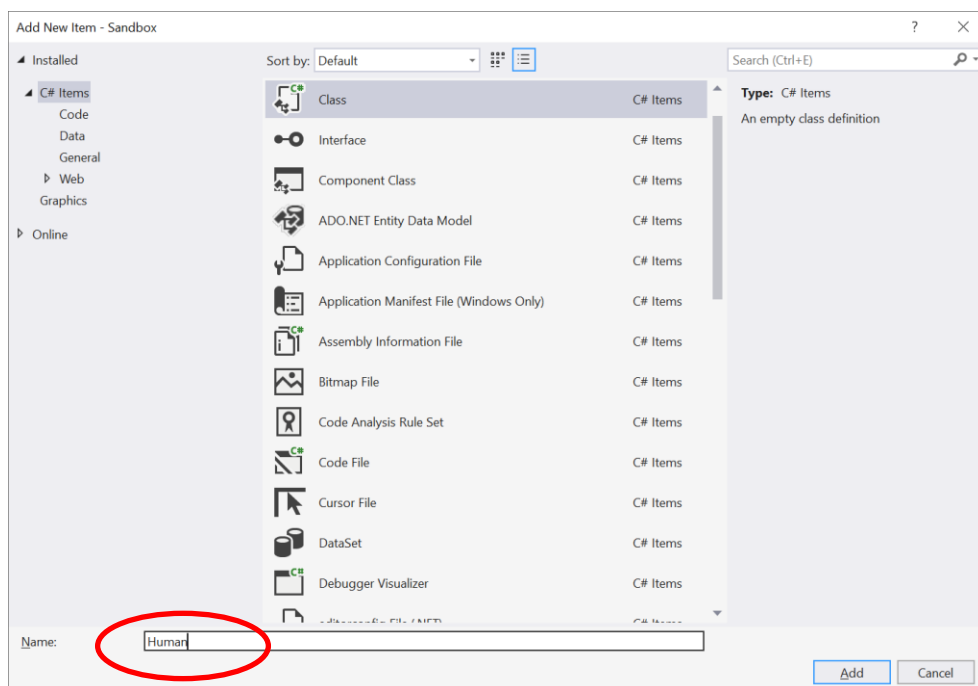 Add New Item - Sandbox ? ×
Installed
Sort by: Default
Search (Ctrl+E)
C# Items
Code
Data
General
Web
Graphics
Online
Class C# Items
Interface C# Items
Component Class C# Items
ADO.NET Entity Data Model C# Items
Application Configuration File C# Items
Application Manifest File (Windows Only) C# Items
Assembly Information File C# Items
Bitmap File C# Items
Code Analysis Rule Set C# Items
Code File C# Items
Cursor File C# Items
DataSet C# Items
Debugger Visualizer C# Items
Type: C# Items
An empty class definition
Name: Human
Add Cancel